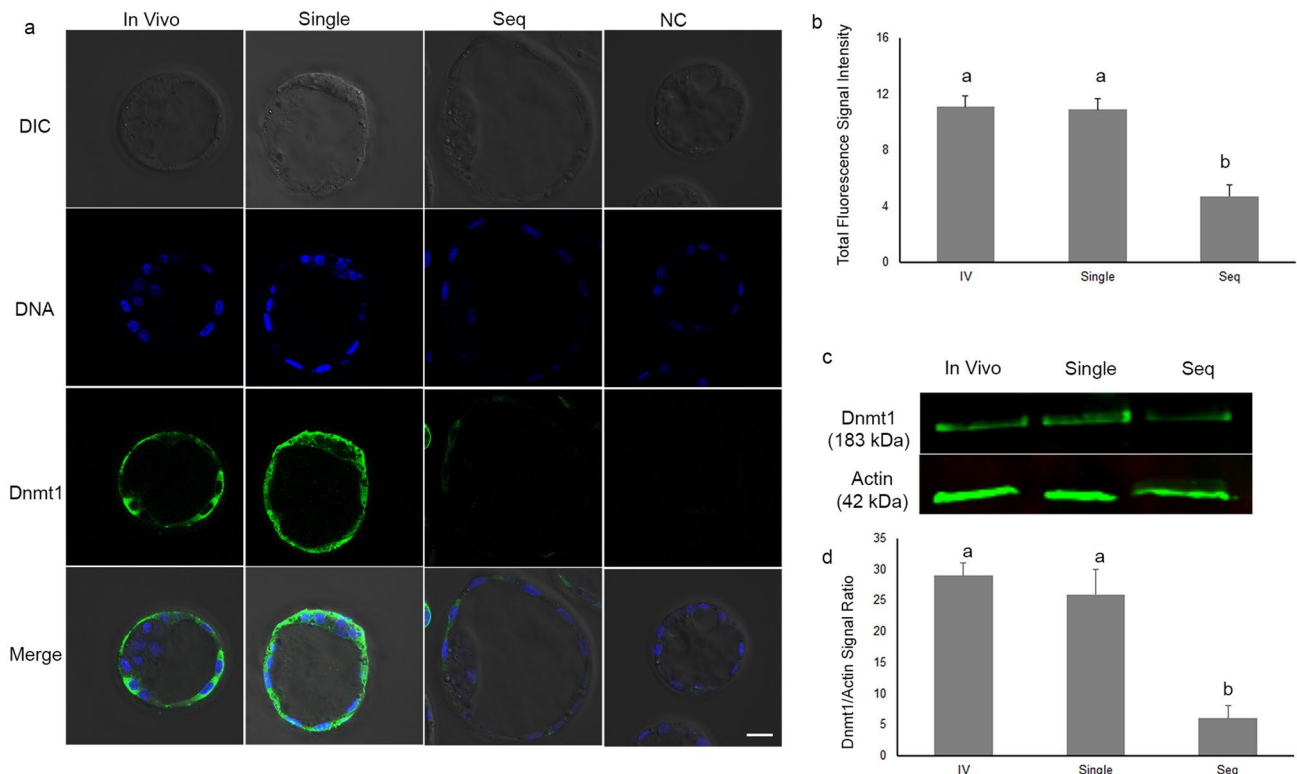 a
In Vivo Single Seq NC
DIC
DNA
Dnmt1
Merge
b
Total Fluorescence Signal Intensity
16
12
8
4
0
a a b
IV Single Seq
c
In Vivo Single Seq
Dnmt1
(183 kDa)
Actin
(42 kDa)
d
Dnmt1/Actin Signal Ratio
35
30
25
20
15
10
5
0
a a b
IV Single Seq